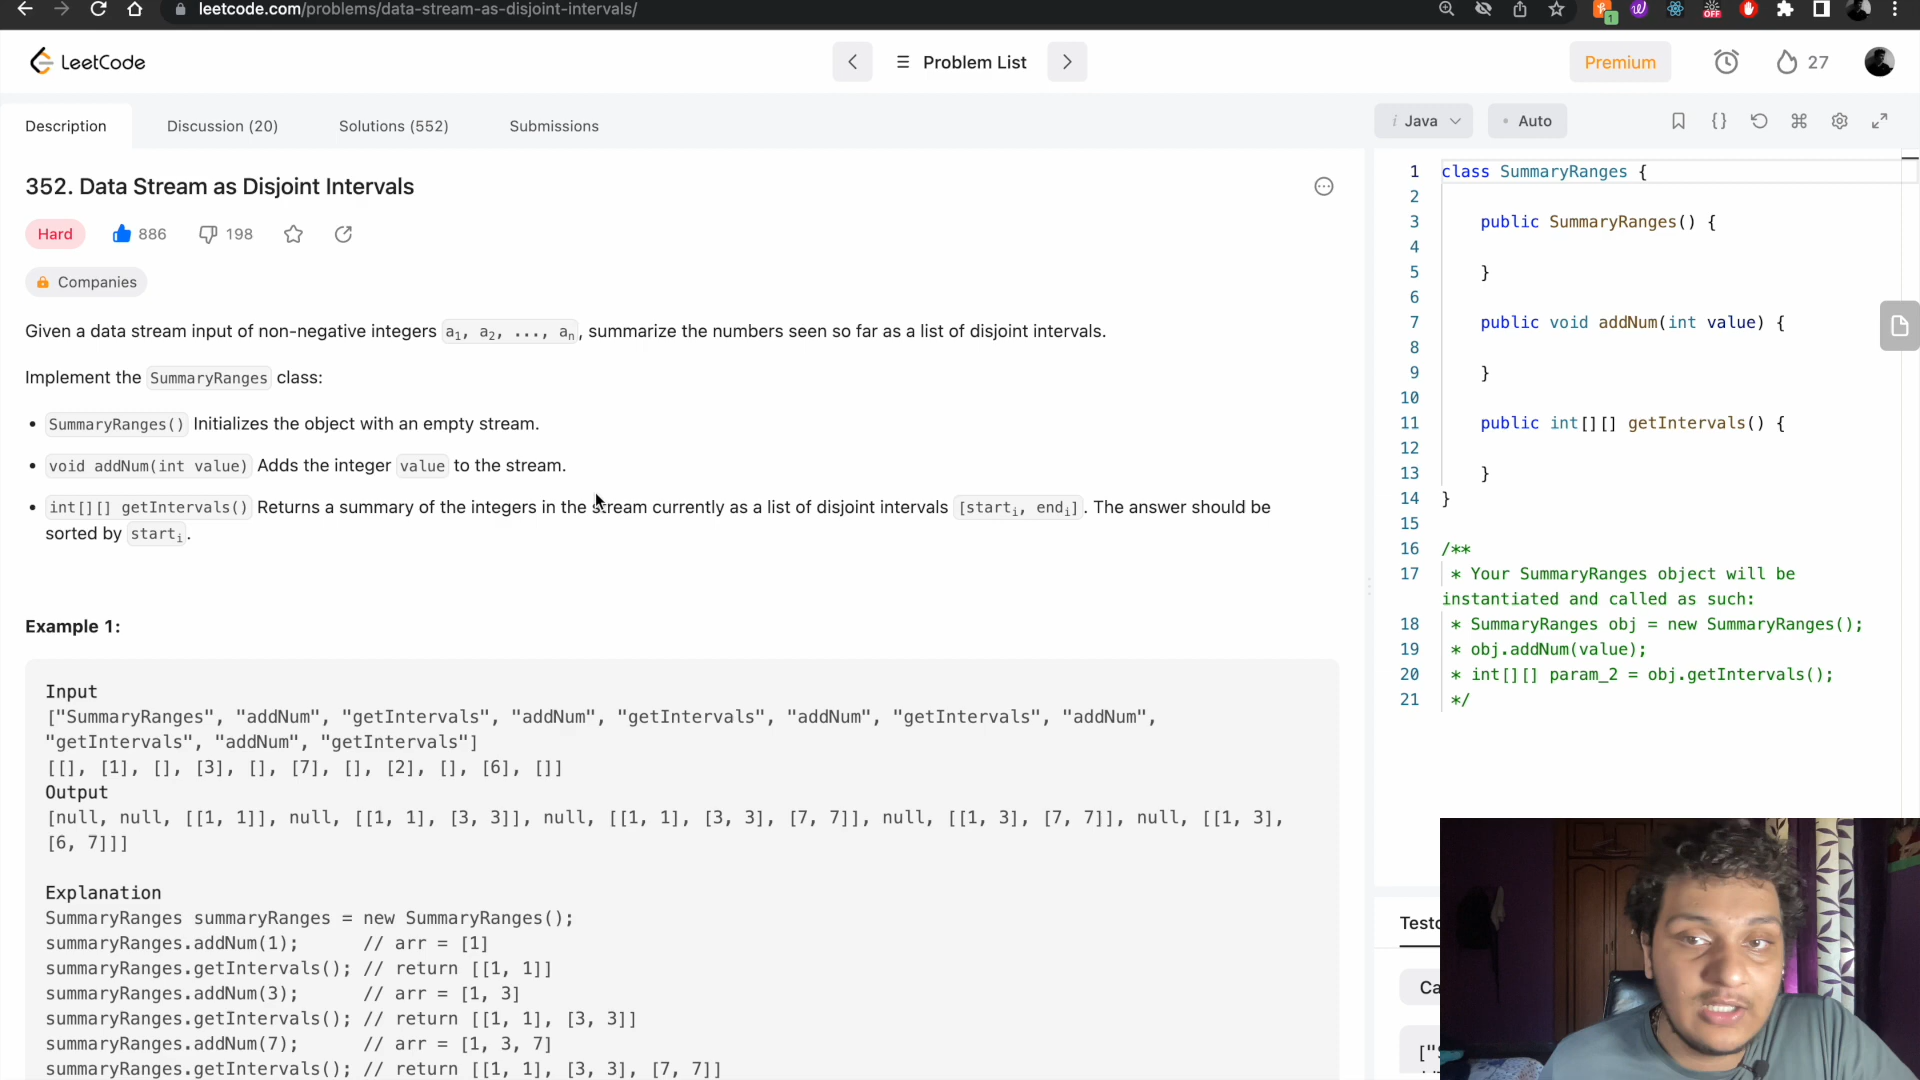 leetcode.com/problems/data-stream-as-disjoint-intervals/
1
OFF
LeetCode
Problem List
Premium
27
Description
Discussion (20)
Solutions (552)
Submissions
352. Data Stream as Disjoint Intervals
Hard
886
198
Companies
Given a data stream input of non-negative integers a1, a2, ..., an, summarize the numbers seen so far as a list of disjoint intervals.
Implement the SummaryRanges class:
• SummaryRanges() Initializes the object with an empty stream.
• void addNum(int value) Adds the integer value to the stream.
• int[][] getIntervals() Returns a summary of the integers in the stream currently as a list of disjoint intervals [starti, endi]. The answer should be
sorted by starti.
Example 1:
Input
["SummaryRanges", "addNum", "getIntervals", "addNum", "getIntervals", "addNum", "getIntervals", "addNum",
"getIntervals", "addNum", "getIntervals"]
[[], [1], [], [3], [], [7], [], [2], [], [6], []]
Output
[null, null, [[1, 1]], null, [[1, 1], [3, 3]], null, [[1, 1], [3, 3], [7, 7]], null, [[1, 3], [7, 7]], null, [[1, 3],
[6, 7]]]
Explanation
SummaryRanges summaryRanges = new SummaryRanges();
summaryRanges.addNum(1);      // arr = [1]
summaryRanges.getIntervals(); // return [[1, 1]]
summaryRanges.addNum(3);      // arr = [1, 3]
summaryRanges.getIntervals(); // return [[1, 1], [3, 3]]
summaryRanges.addNum(7);      // arr = [1, 3, 7]
summaryRanges.getIntervals(); // return [[1, 1], [3, 3], [7, 7]]
i Java
• Auto
1 class SummaryRanges {
2
3     public SummaryRanges() {
4
5     }
6
7     public void addNum(int value) {
8
9     }
10
11     public int[][] getIntervals() {
12
13     }
14 }
15
16 /**
17  * Your SummaryRanges object will be
instantiated and called as such:
18  * SummaryRanges obj = new SummaryRanges();
19  * obj.addNum(value);
20  * int[][] param_2 = obj.getIntervals();
21  */
Testc
Ca